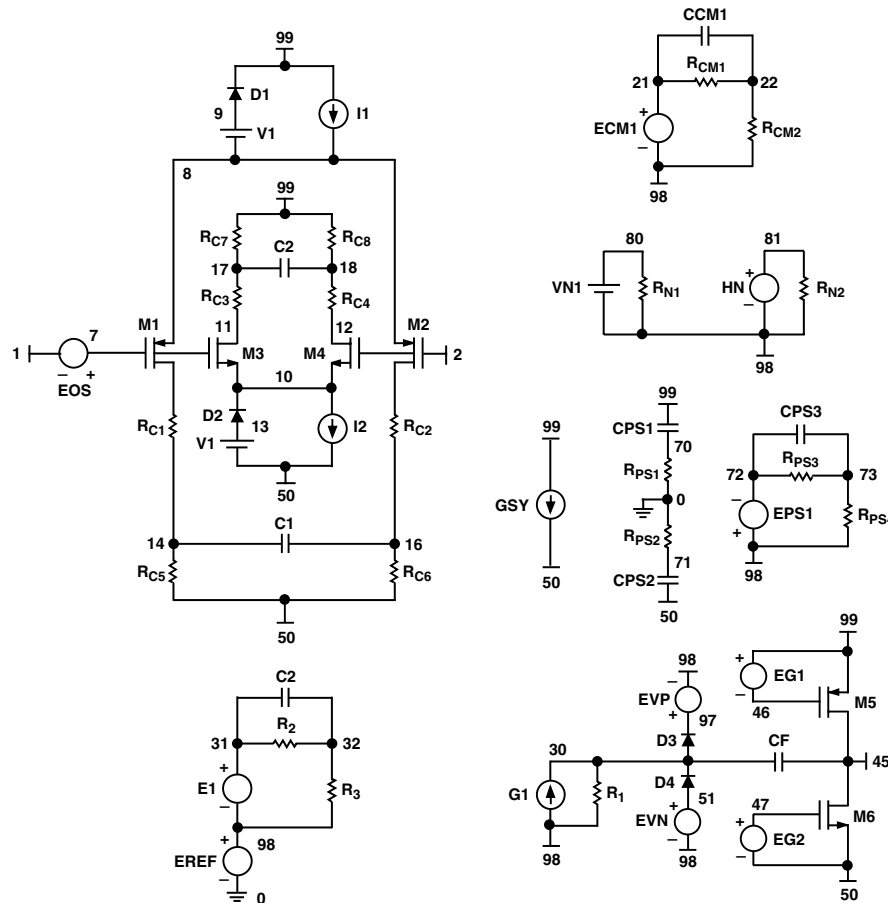 99
D1
9
V1
I1
8
99
RC7
RC8
C2
17
18
RC3
RC4
M1
11
12
M2
7
1
M3
M4
2
− +
EOS
10
D2
13
RC1
V1
I2
RC2
50
C1
14
16
RC5
RC6
50
C2
R2
31
32
+
E1
−
R3
98
+
EREF
−
0
CCM1
RCM1
21
22
+
ECM1
−
RCM2
98
80
81
VN1
RN1
+
HN
−
RN2
98
99
GSY
50
99
CPS1
70
RPS1
0
RPS2
71
CPS2
50
CPS3
RPS3
72
73
−
EPS1
+
98
99
98
−
EVP
+
97
+
EG1
−
46
M5
30
D3
CF
45
G1
R1
D4
51
+
EVN
−
47
+
EG2
−
M6
98
98
50